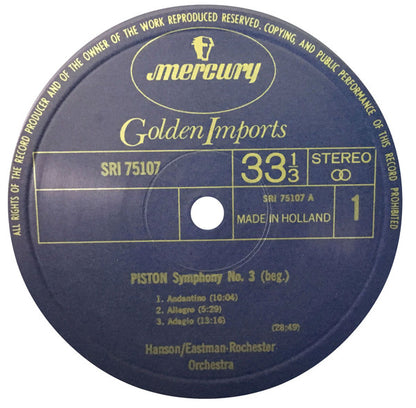 ALL RIGHTS OF THE RECORD PRODUCER AND OF THE OWNER OF THE WORK REPRODUCED RESERVED. COPYING, AND PUBLIC PERFORMANCE OF THIS RECORD PROHIBITED
mercury
Golden Imports
SRI 75107
33 1/3
STEREO
SRI 75107 A
MADE IN HOLLAND
1
PISTON Symphony No. 3 (beg.)
1. Andantino (10:04)
2. Allegro (5:29)
3. Adagio (13:16)
(28:49)
Hanson/Eastman-Rochester
Orchestra